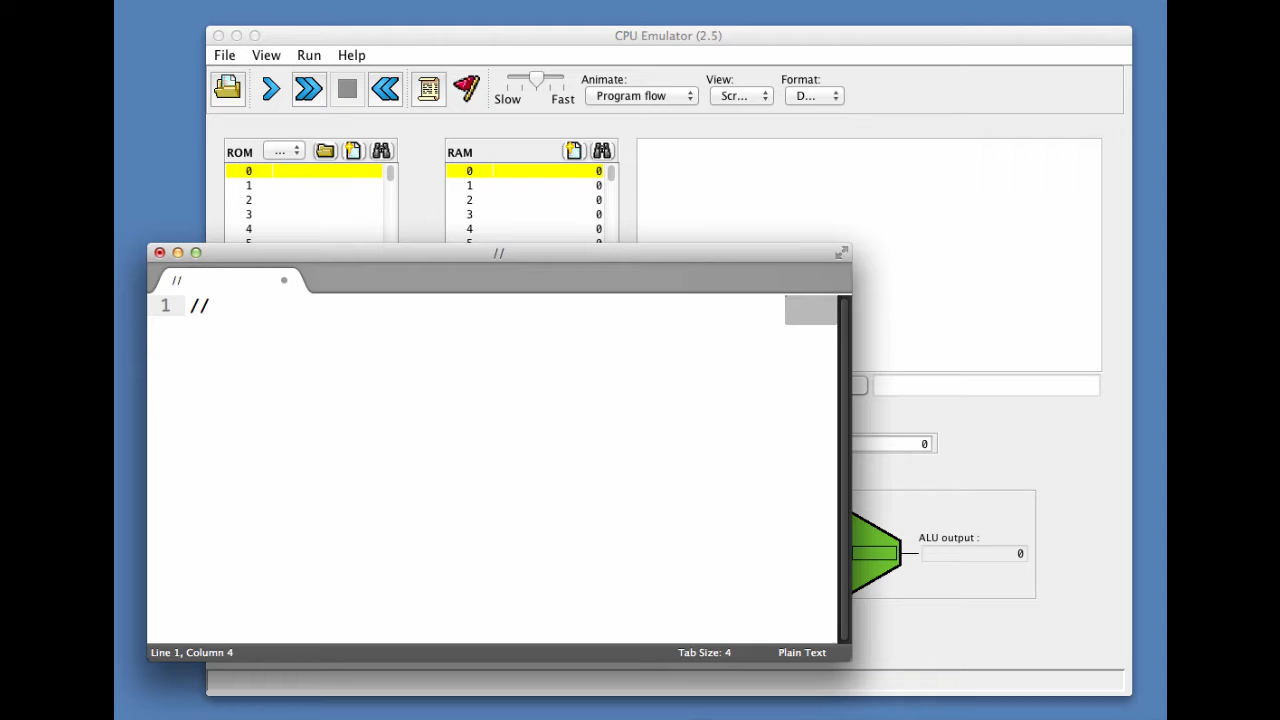 CPU Emulator (2.5)
File View Run Help
Slow Fast
Animate: View: Format:
Program flow Scr... D...
ROM ... RAM
0 0 0
1 1 0
2 2 0
3 3 0
4 4 0
//
//
1 //
0
ALU output :
0
Line 1, Column 4 Tab Size: 4 Plain Text